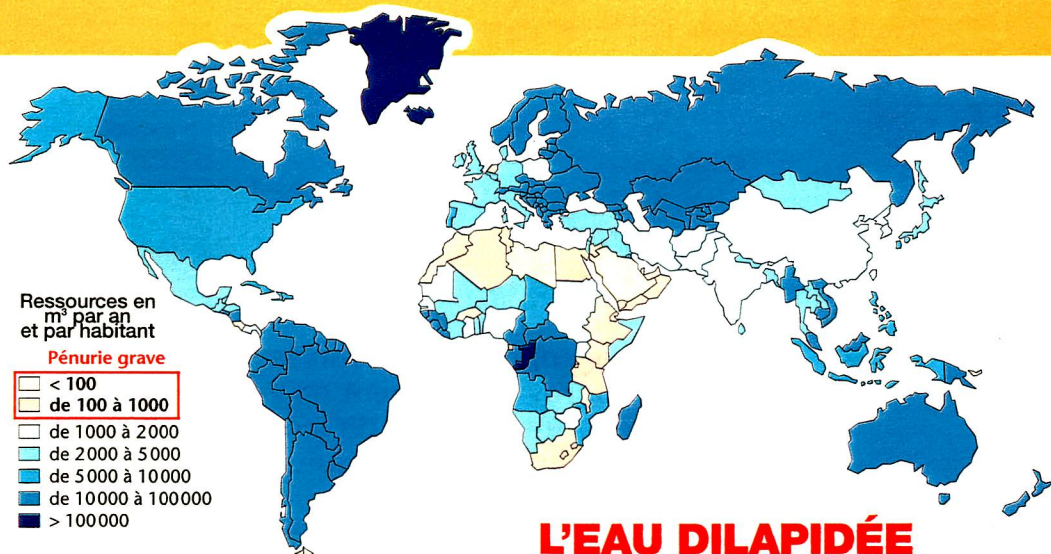 Ressources en
m³ par an
et par habitant
Pénurie grave
< 100
de 100 à 1000
de 1000 à 2000
de 2000 à 5000
de 5000 à 10000
de 10000 à 100000
> 100000
L'EAU DILAPIDÉE